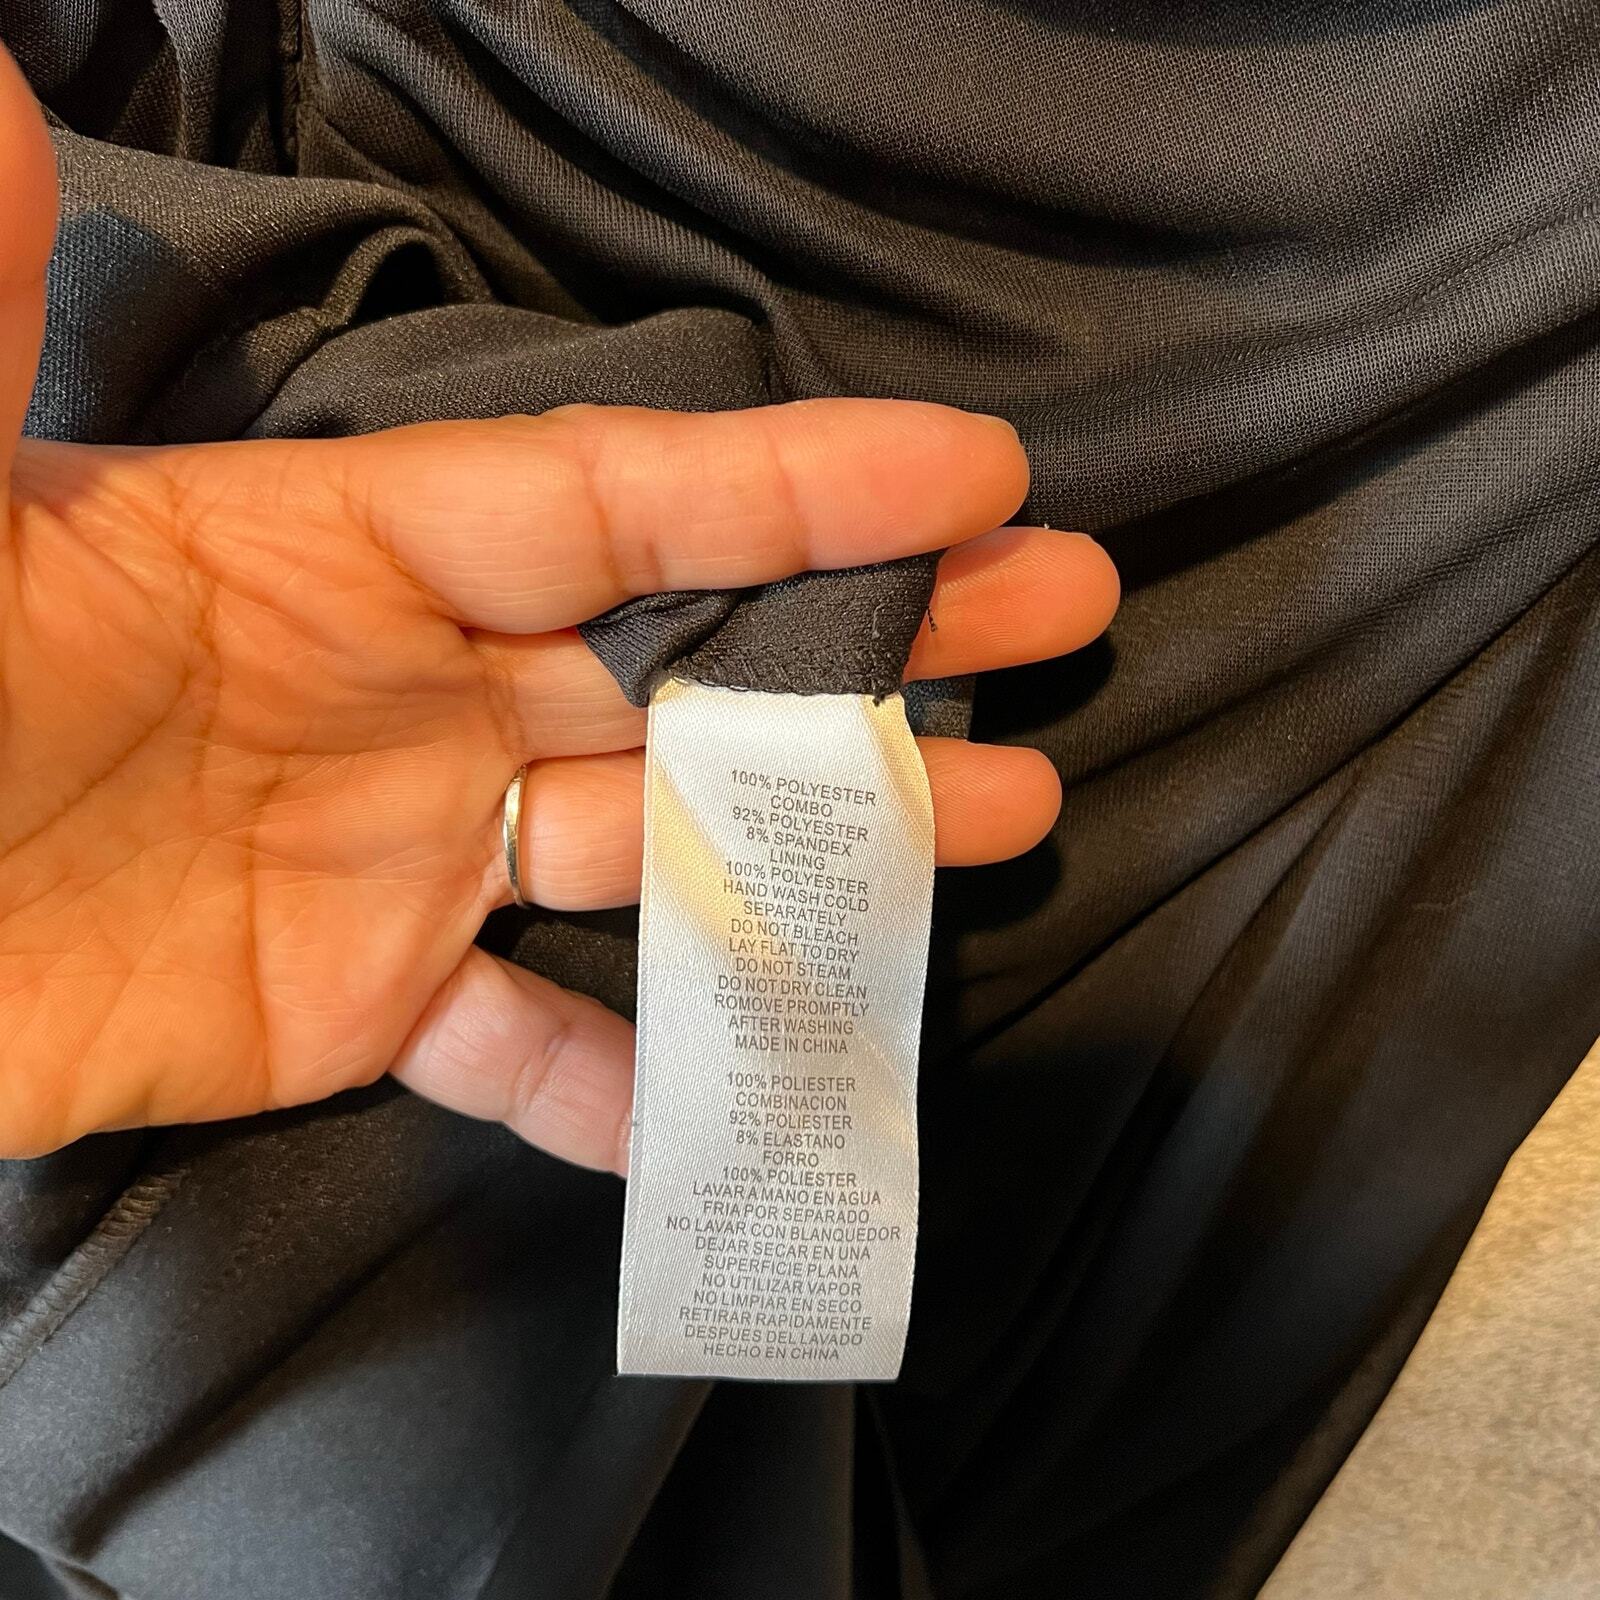 100% POLYESTER
COMBO
92% POLYESTER
8% SPANDEX
LINING
100% POLYESTER
HAND WASH COLD
SEPARATELY
DO NOT BLEACH
LAY FLAT TO DRY
DO NOT STEAM
DO NOT DRY CLEAN
ROMOVE PROMPTLY
AFTER WASHING
MADE IN CHINA
100% POLIESTER
COMBINACION
92% POLIESTER
8% ELASTANO
FORRO
100% POLIESTER
LAVAR A MANO EN AGUA
FRIA POR SEPARADO
NO LAVAR CON BLANQUEDOR
DEJAR SECAR EN UNA
SUPERFICIE PLANA
NO UTILIZAR VAPOR
NO LIMPIAR EN SECO
RETIRAR RAPIDAMENTE
DESPUES DEL LAVADO
HECHO EN CHINA